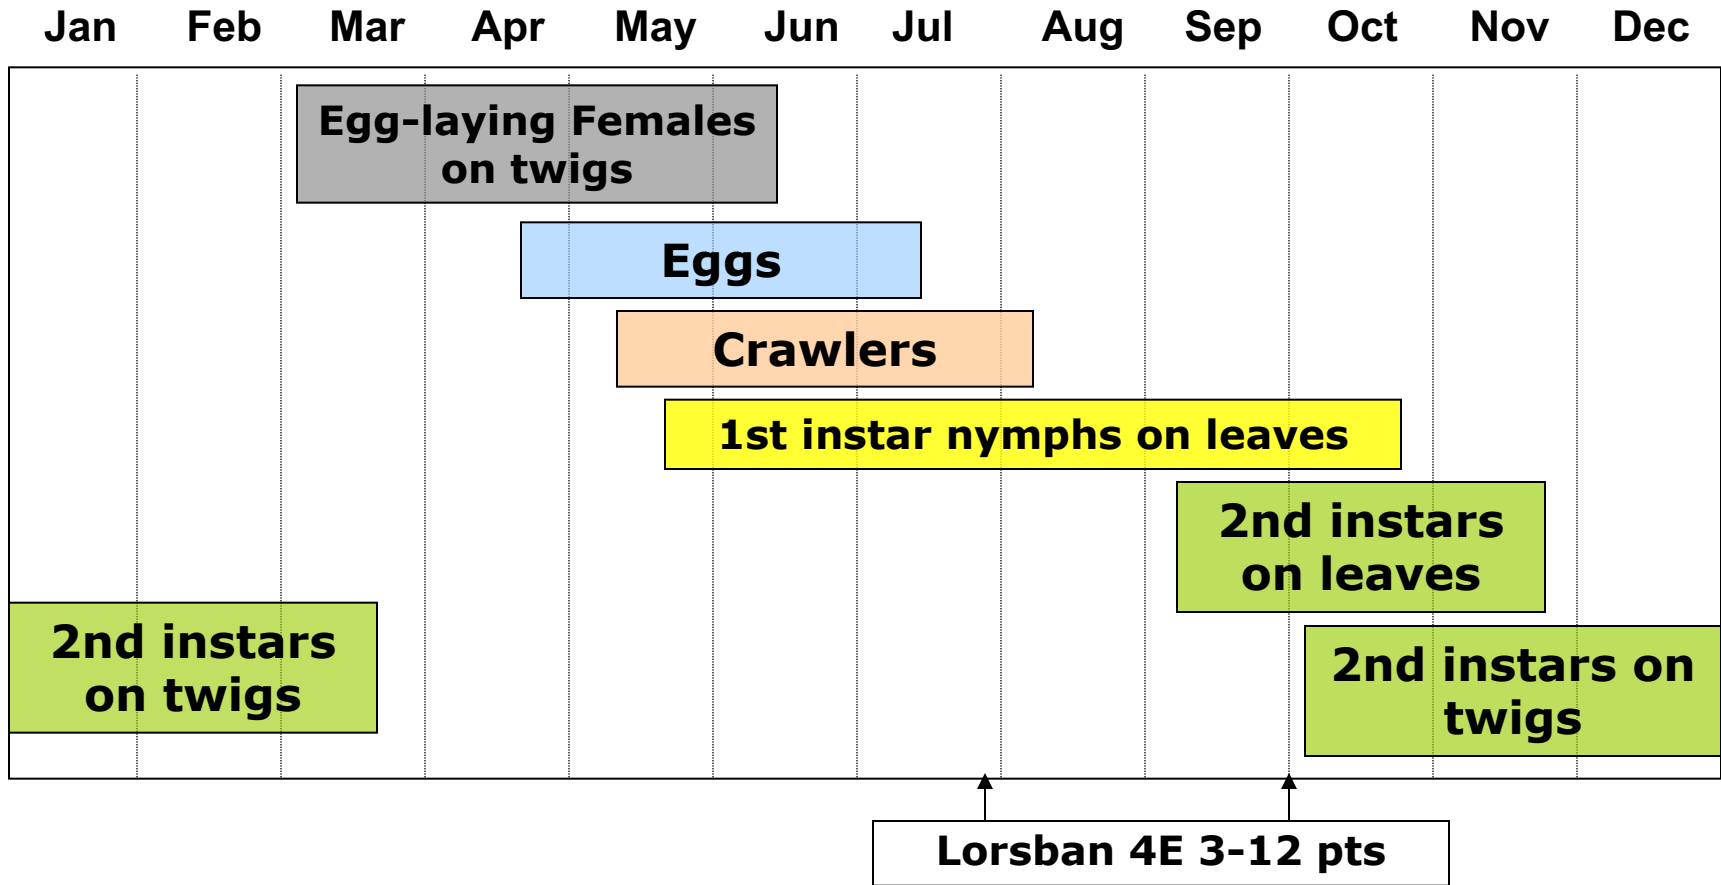 Jan Feb Mar Apr May Jun Jul Aug Sep Oct Nov Dec
Egg-laying Females
on twigs
Eggs
Crawlers
1st instar nymphs on leaves
2nd instars
on leaves
2nd instars
on twigs
2nd instars on
twigs
Lorsban 4E 3-12 pts